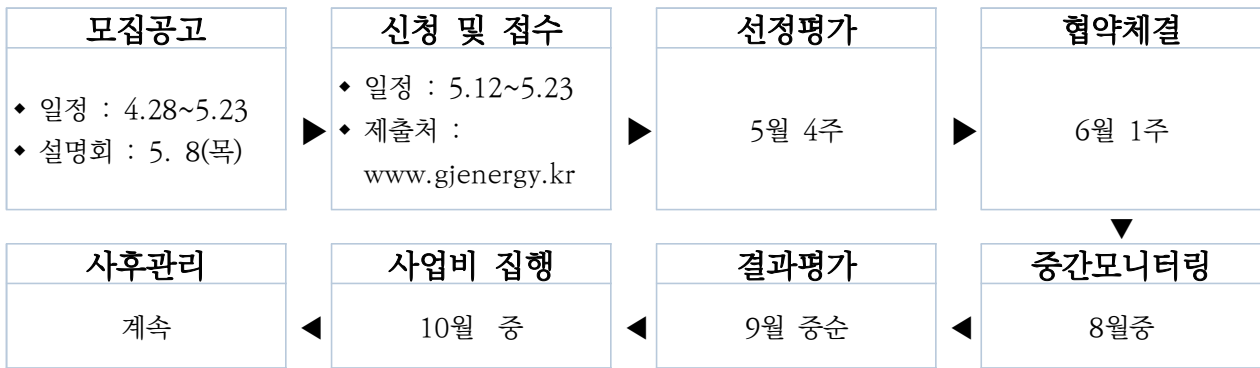 모집공고
◆ 일정 : 4.28~5.23
◆ 설명회 : 5. 8(목)
▶
신청 및 접수
◆ 일정 : 5.12~5.23
◆ 제출처 :
www.gjenergy.kr
▶
선정평가
5월 4주
▶
협약체결
6월 1주
▼
중간모니터링
8월중
◀
결과평가
9월 중순
◀
사업비 집행
10월 중
◀
사후관리
계속